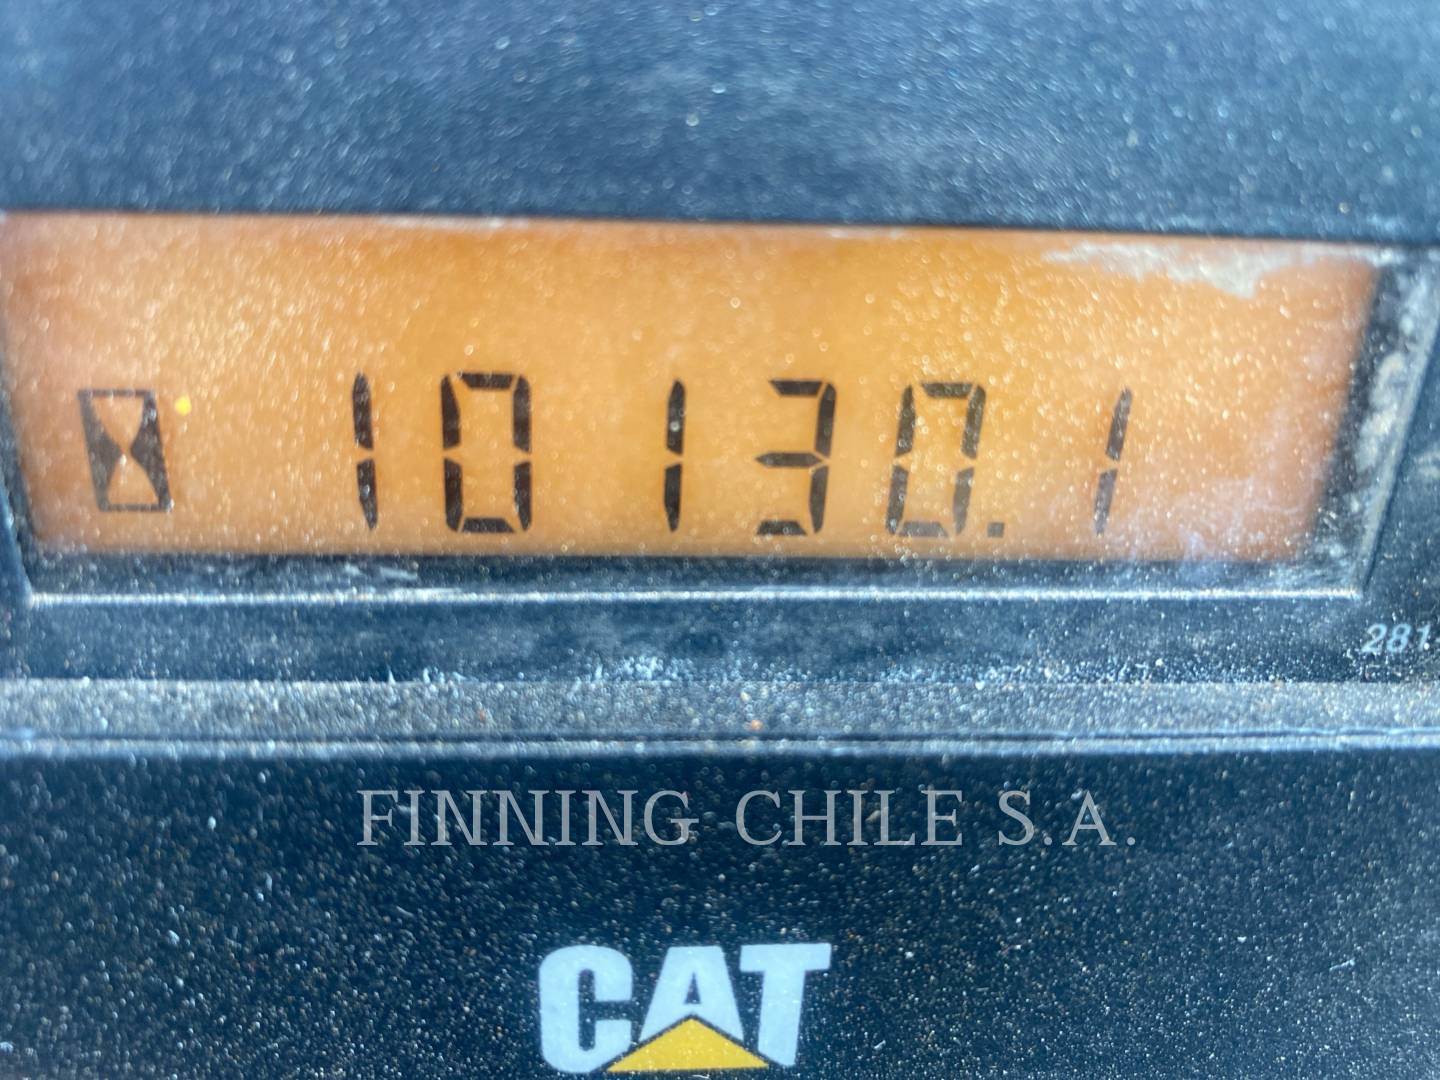 10130.1
281
FINNING CHILE S.A.
CAT